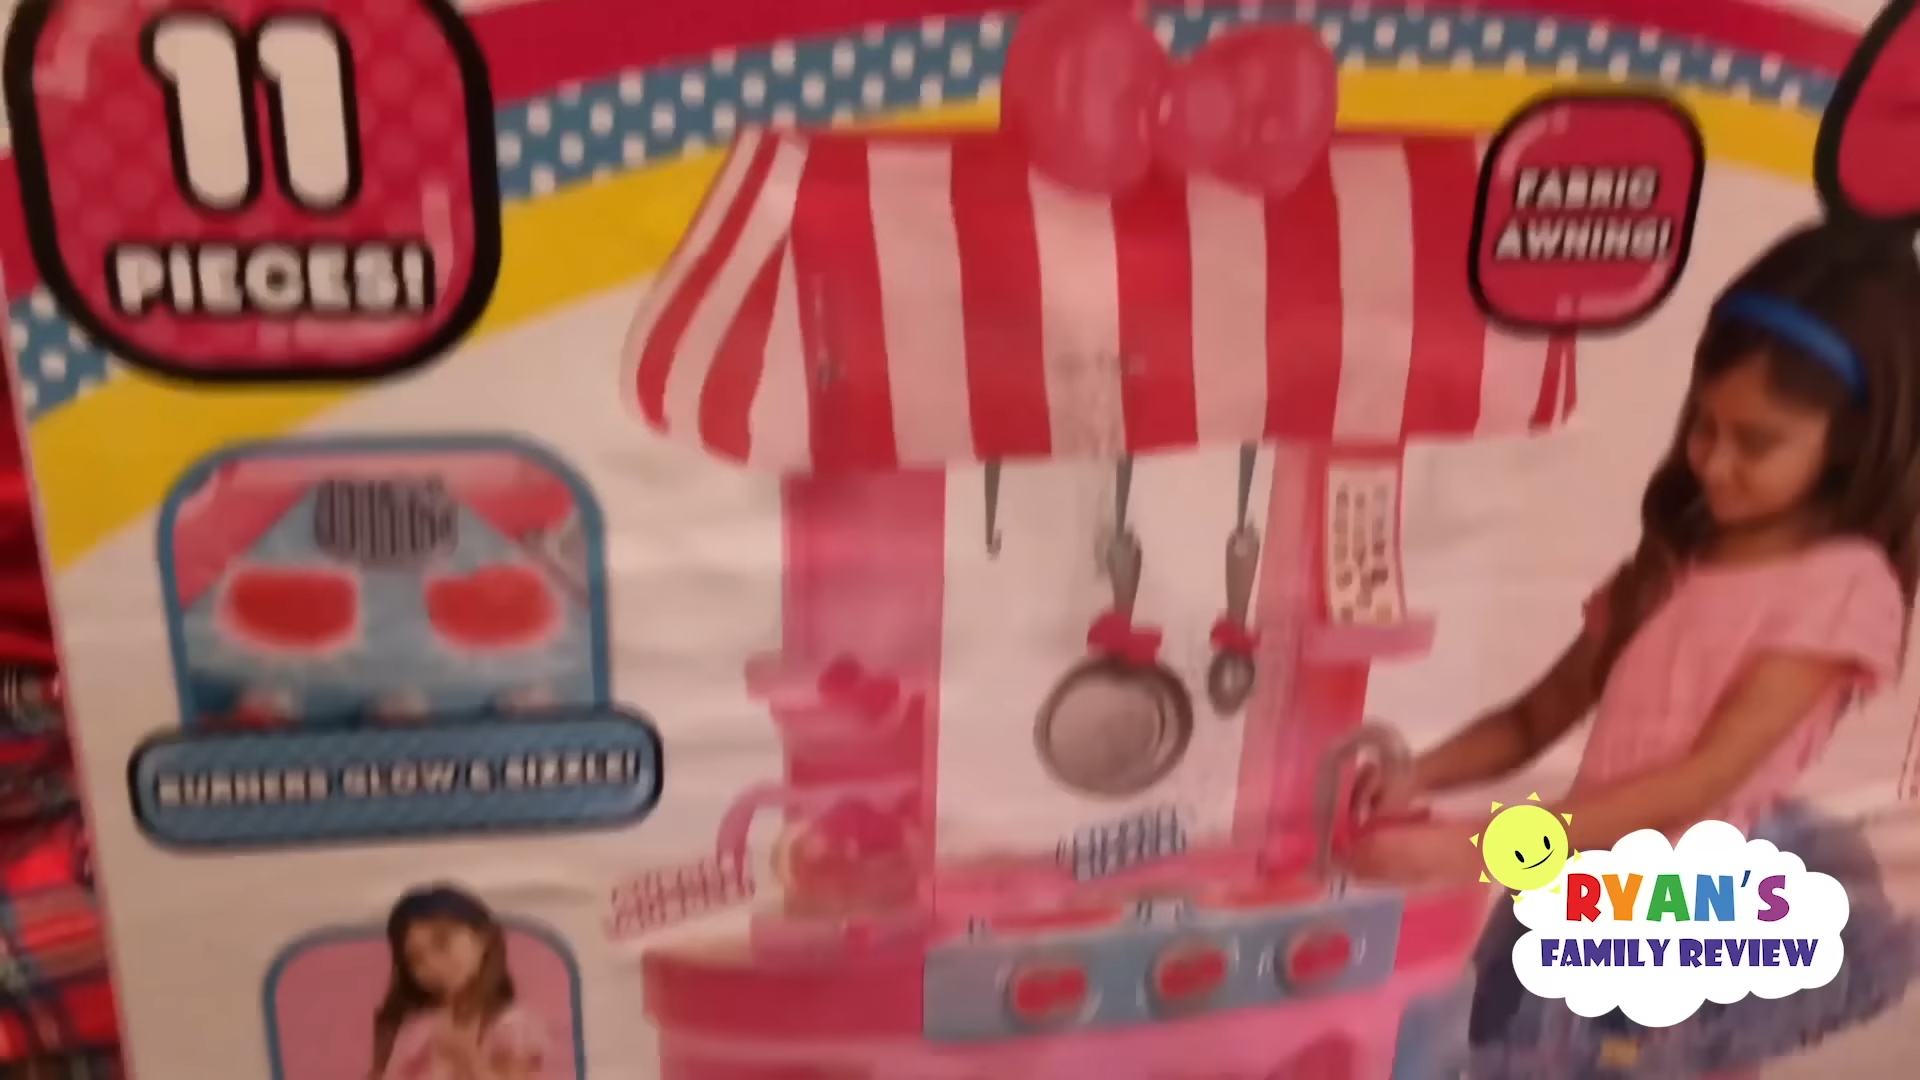 11
PIECES!
FABRIC
AWNING!
BURNERS GLOW & SIZZLE!
RYAN'S
FAMILY REVIEW